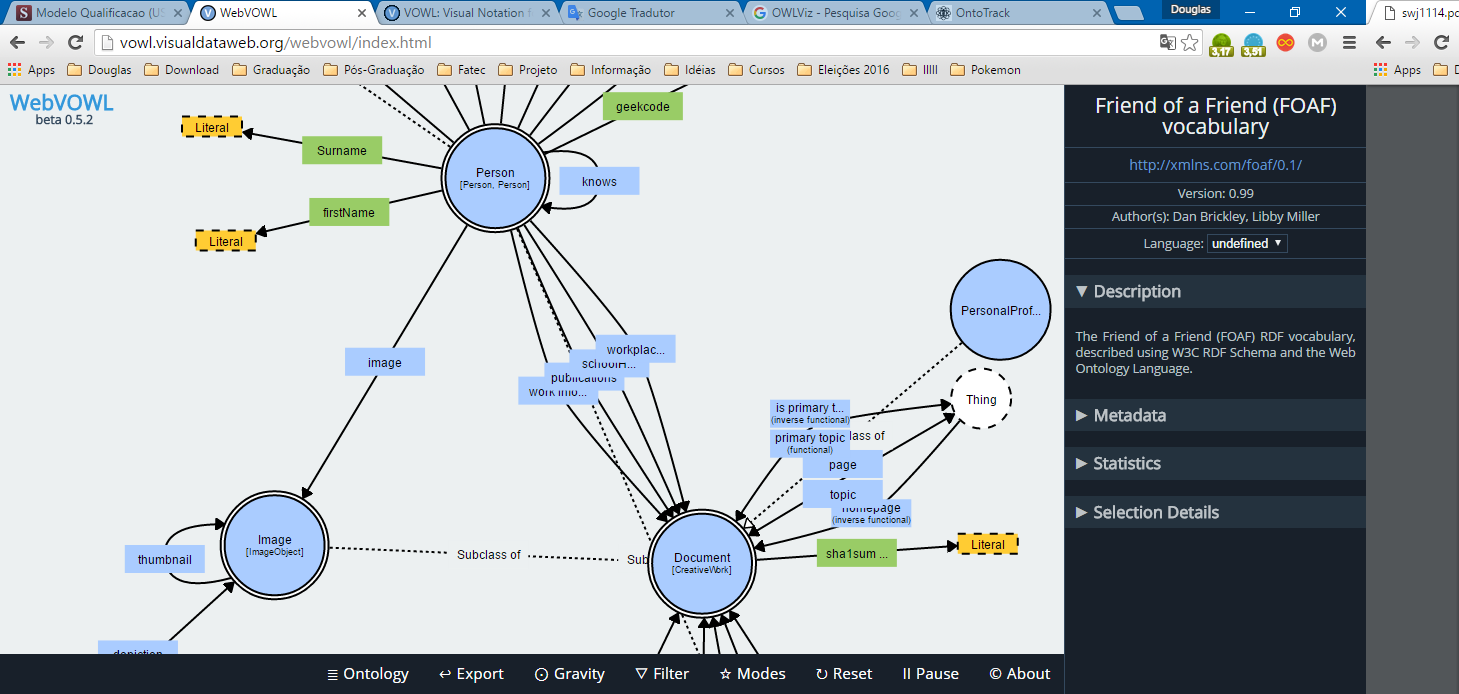 Modelo Qualificacao (US
WebVOWL
VOWL: Visual Notation f
Google Tradutor
OWLViz - Pesquisa Goog
OntoTrack
Douglas
swj1114.pd
vowl.visualdataweb.org/webvowl/index.html
3.17
3.51
Apps
Douglas
Download
Graduação
Pós-Graduação
Fatec
Projeto
Informação
Idéias
Cursos
Eleições 2016
IIIII
Pokemon
Apps
WebVOWL
beta 0.5.2
Literal
Surname
geekcode
Person
[Person, Person]
knows
firstName
Literal
PersonalProf...
image
workplac...
schoolH...
publications
work info...
Thing
is primary t...
(inverse functional)
lass of
primary topic
(functional)
page
topic
homepage
(inverse functional)
Image
[ImageObject]
thumbnail
Subclass of
Sub
Document
[CreativeWork]
sha1sum ...
Literal
depiction
Friend of a Friend (FOAF)
vocabulary
http://xmlns.com/foaf/0.1/
Version: 0.99
Author(s): Dan Brickley, Libby Miller
Language: undefined
Description
The Friend of a Friend (FOAF) RDF vocabulary,
described using W3C RDF Schema and the Web
Ontology Language.
Metadata
Statistics
Selection Details
Ontology
Export
Gravity
Filter
Modes
Reset
Pause
© About